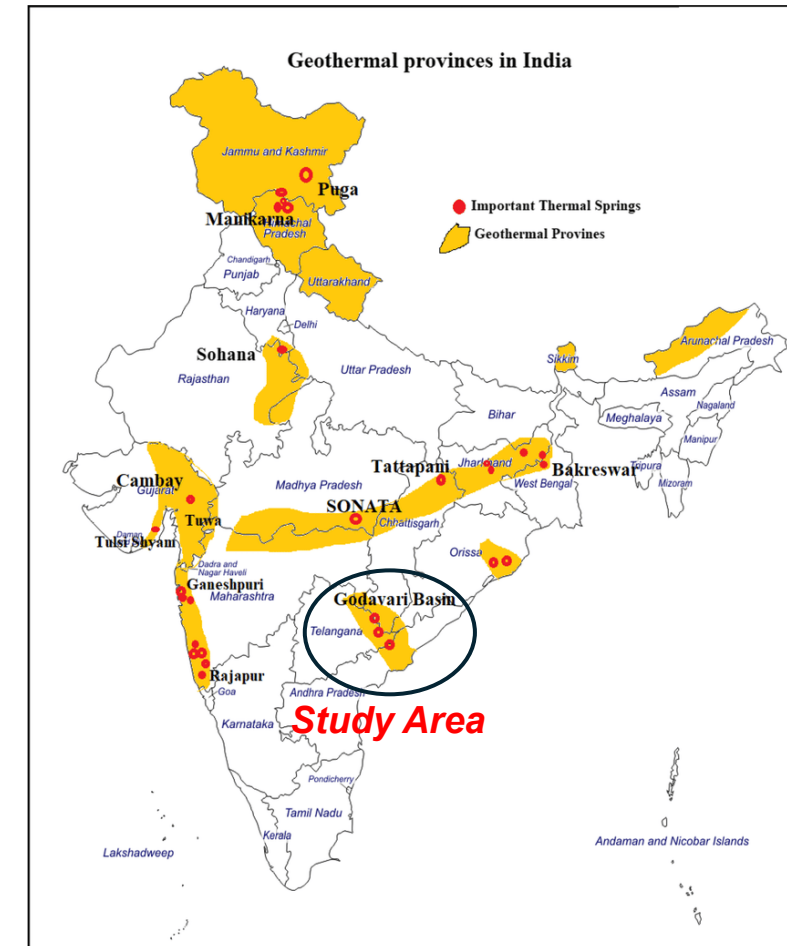 Geothermal provinces in India
Jammu and Kashmir
Puga
Important Thermal Springs
Manikarna
Himachal
Pradesh
Geothermal Provines
Chandigarh
Punjab
Uttarakhand
Haryana
Delhi
Arunachal Pradesh
Sohana
Sikkim
Uttar Pradesh
Rajasthan
Assam
Nagaland
Bihar
Meghalaya
Manipur
Tattapani
Jharkhand
Bakreswar
Tripura
Cambay
Madhya Pradesh
West Bengal
Mizoram
Gujarat
SONATA
Tuwa
Chhattisgarh
Daman
Tulsi Shyam
Orissa
Dadra and
Nagar Haveli
Ganeshpuri
Maharashtra
Godavari Basin
Telangana
Rajapur
Goa
Andhra Pradesh
Karnataka
Study Area
Pondicherry
Tamil Nadu
Kerala
Andaman and Nicobar Islands
Lakshadweep